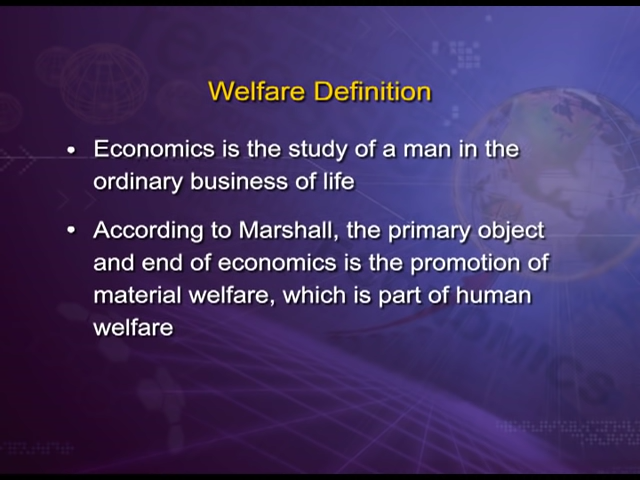 Welfare Definition
• Economics is the study of a man in the
ordinary business of life
• According to Marshall, the primary object
and end of economics is the promotion of
material welfare, which is part of human
welfare